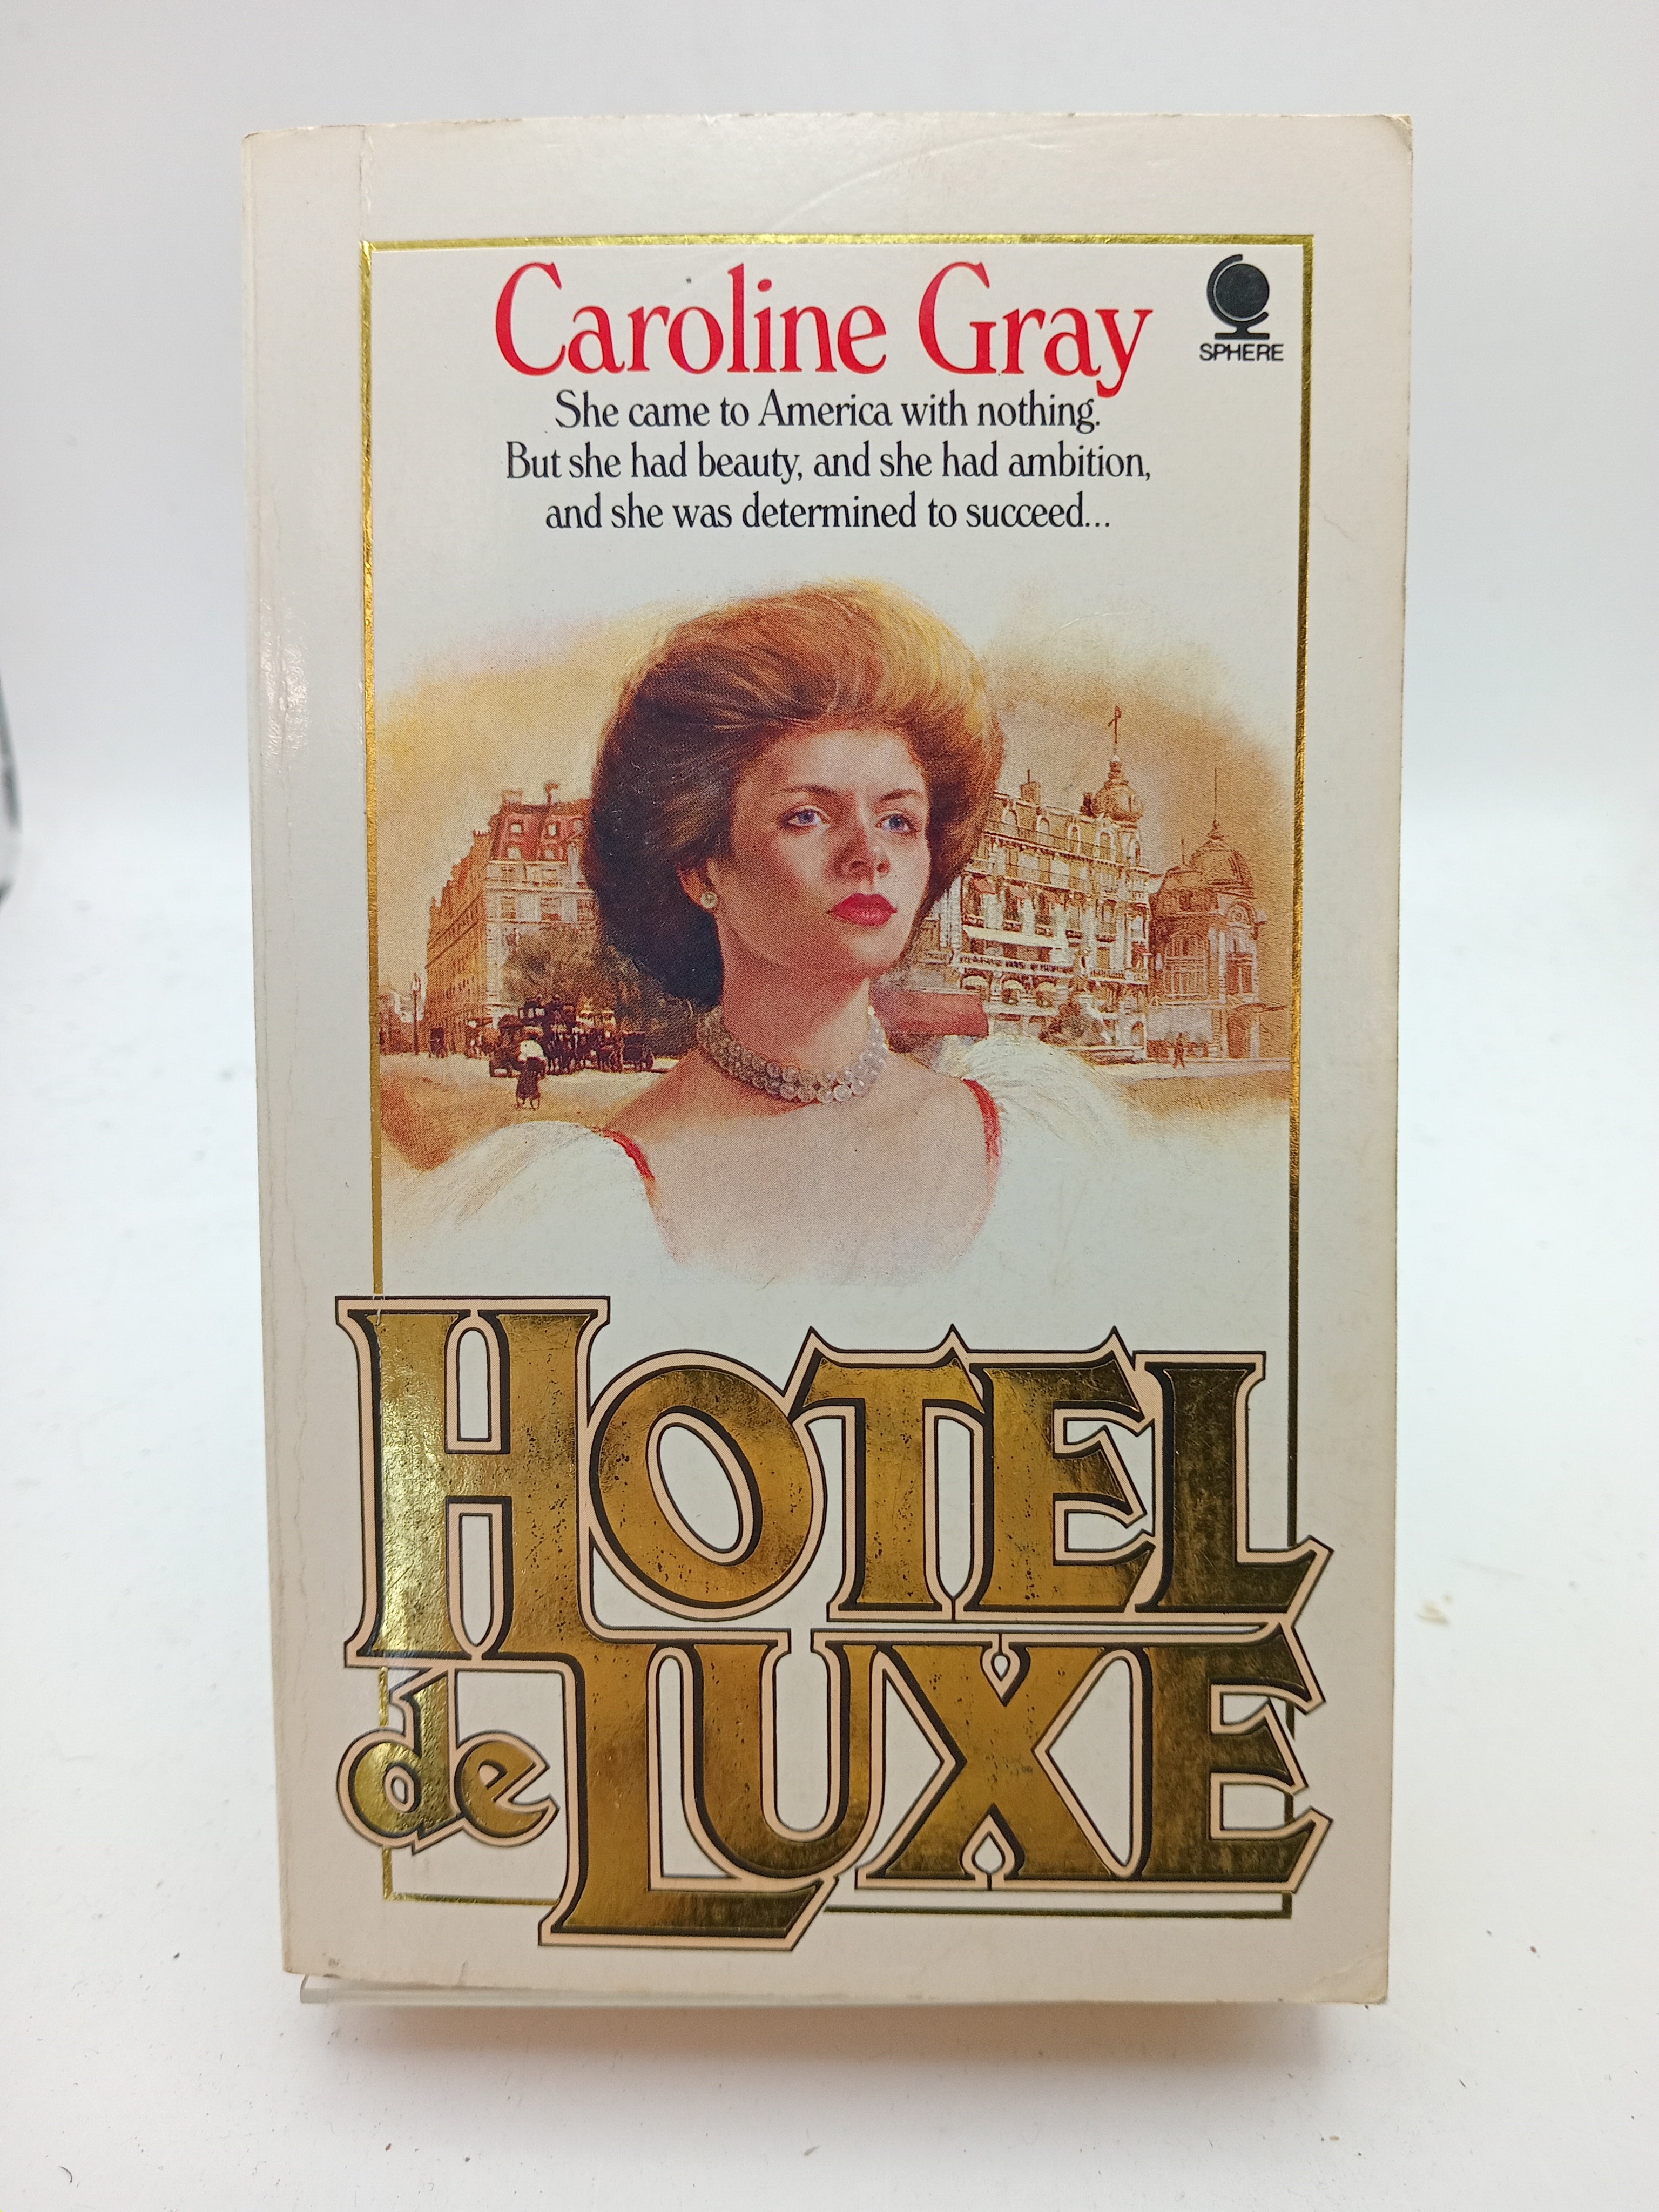 Caroline Gray
SPHERE
She came to America with nothing.
But she had beauty, and she had ambition,
and she was determined to succeed...
HOTEL
de LUXE